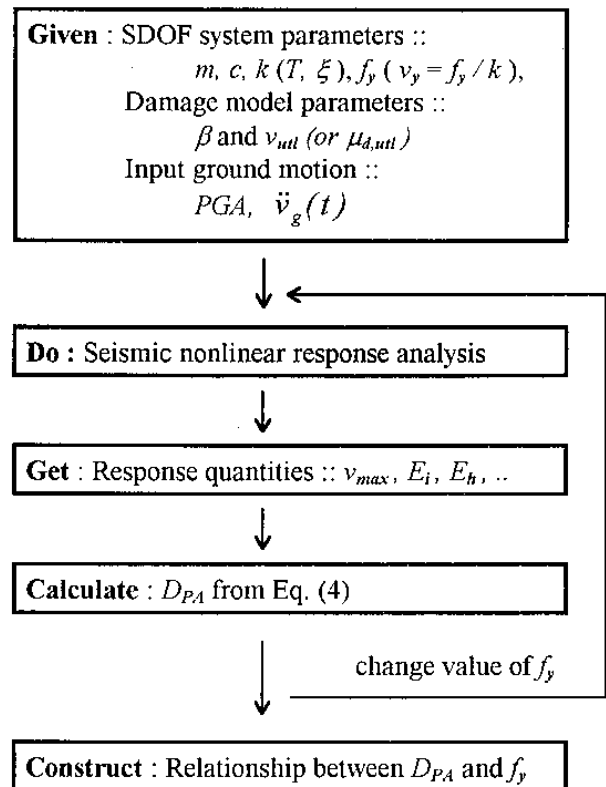 Given : SDOF system parameters ::
m, c, k (T, ξ), f_y ( v_y = f_y / k ),
Damage model parameters ::
β and v_utl (or μ_d,utl )
Input ground motion ::
PGA, v̈_g(t)
Do : Seismic nonlinear response analysis
Get : Response quantities :: v_max , E_i , E_h , ..
Calculate : D_PA from Eq. (4)
change value of f_y
Construct : Relationship between D_PA and f_y